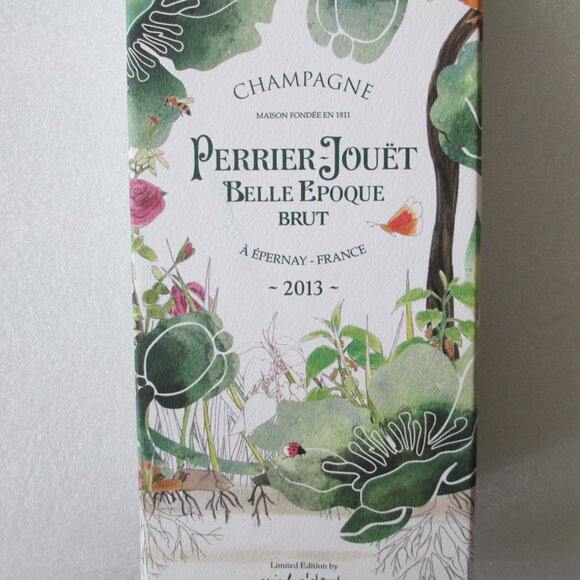 CHAMPAGNE
MAISON FONDÉE EN 1811
PERRIER-JOUËT
BELLE EPOQUE
BRUT
À ÉPERNAY - FRANCE
~ 2013 ~
Limited Edition by